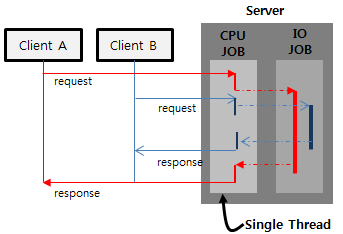 Server
Client A
Client B
CPU
JOB
IO
JOB
request
request
response
response
Single Thread